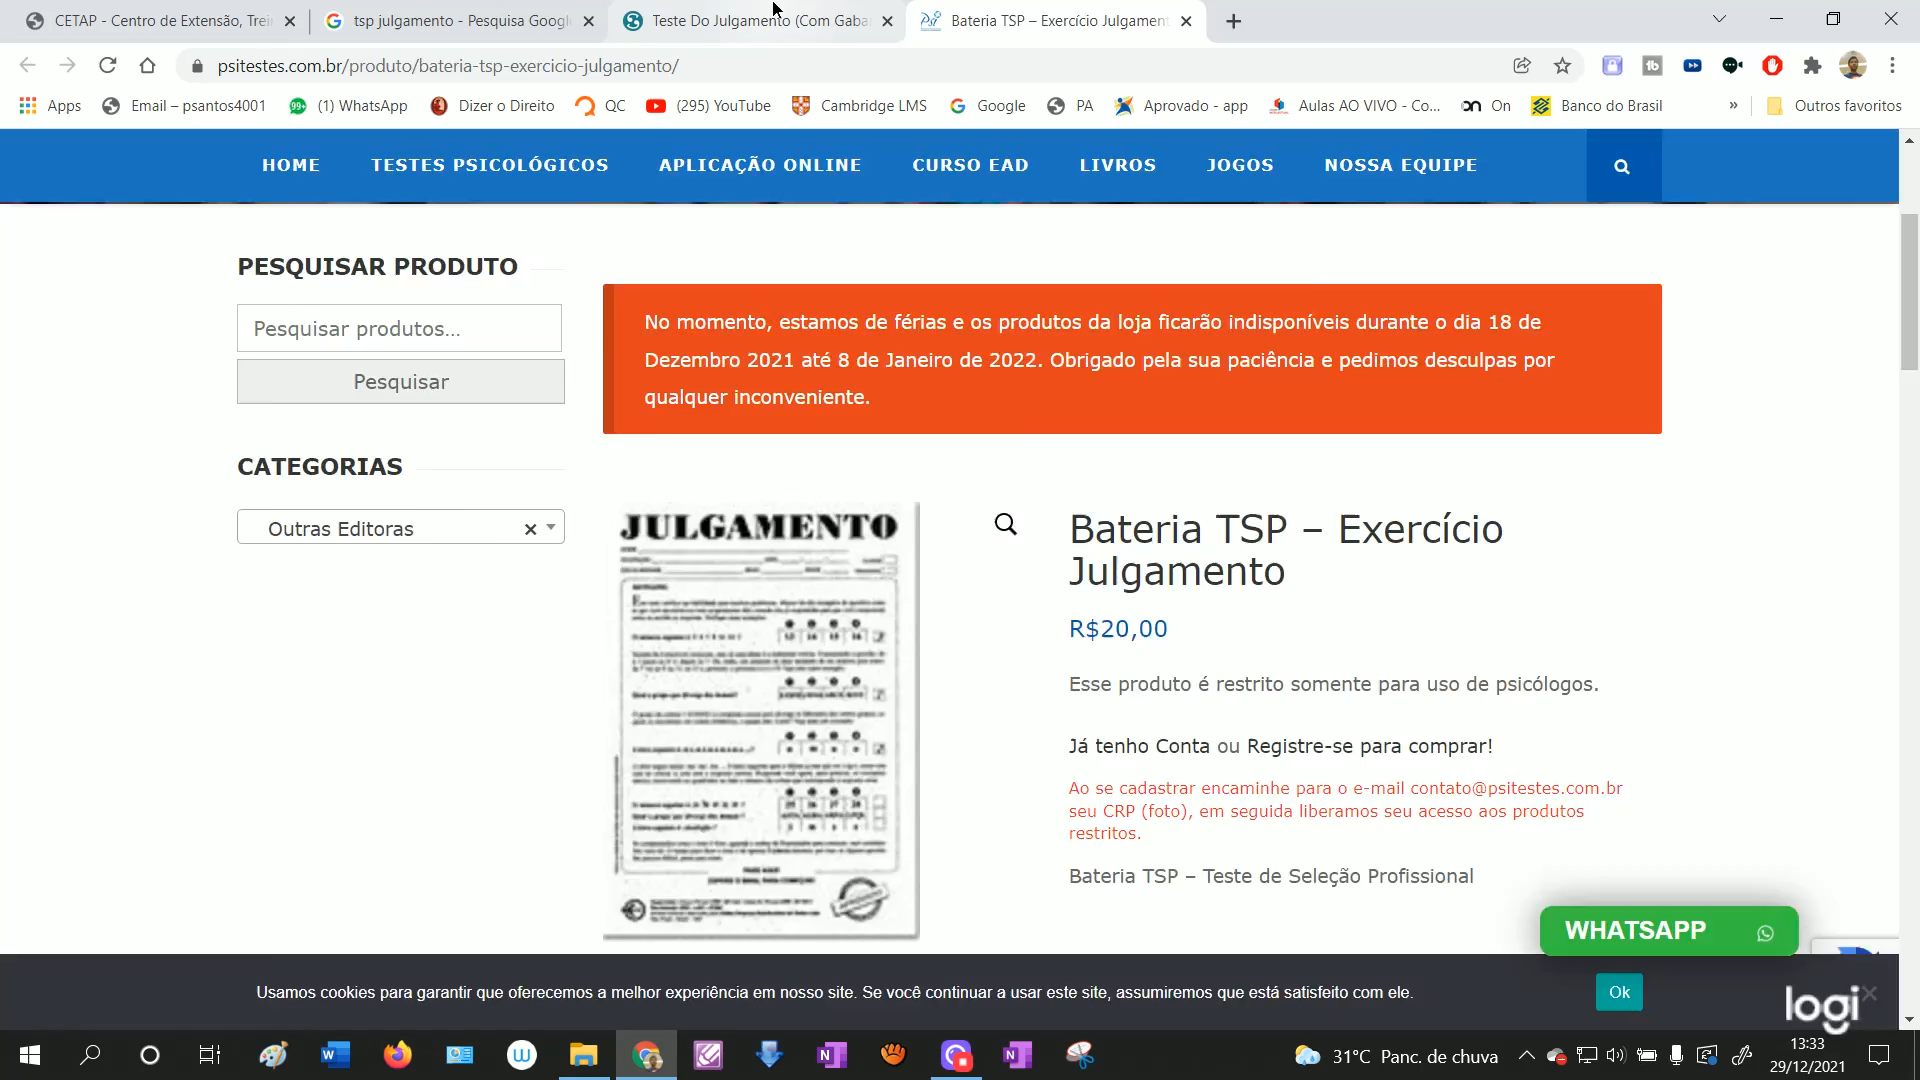 CETAP - Centro de Extensão, Trei
tsp julgamento - Pesquisa Google
Teste Do Julgamento (Com Gaba
Bateria TSP – Exercício Julgament
psitestes.com.br/produto/bateria-tsp-exercicio-julgamento/
Apps
Email – psantos4001
(1) WhatsApp
Dizer o Direito
QC
(295) YouTube
Cambridge LMS
Google
PA
Aprovado - app
Aulas AO VIVO - Co...
On
Banco do Brasil
»
Outros favoritos
HOME TESTES PSICOLÓGICOS APLICAÇÃO ONLINE CURSO EAD LIVROS JOGOS NOSSA EQUIPE
PESQUISAR PRODUTO
Pesquisar produtos...
Pesquisar
CATEGORIAS
Outras Editoras
No momento, estamos de férias e os produtos da loja ficarão indisponíveis durante o dia 18 de
Dezembro 2021 até 8 de Janeiro de 2022. Obrigado pela sua paciência e pedimos desculpas por
qualquer inconveniente.
JULGAMENTO
Bateria TSP – Exercício
Julgamento
R$20,00
Esse produto é restrito somente para uso de psicólogos.
Já tenho Conta ou Registre-se para comprar!
Ao se cadastrar encaminhe para o e-mail contato@psitestes.com.br
seu CRP (foto), em seguida liberamos seu acesso aos produtos
restritos.
Bateria TSP – Teste de Seleção Profissional
WHATSAPP
Usamos cookies para garantir que oferecemos a melhor experiência em nosso site. Se você continuar a usar este site, assumiremos que está satisfeito com ele.
Ok
logi
31°C Panc. de chuva
13:33
29/12/2021